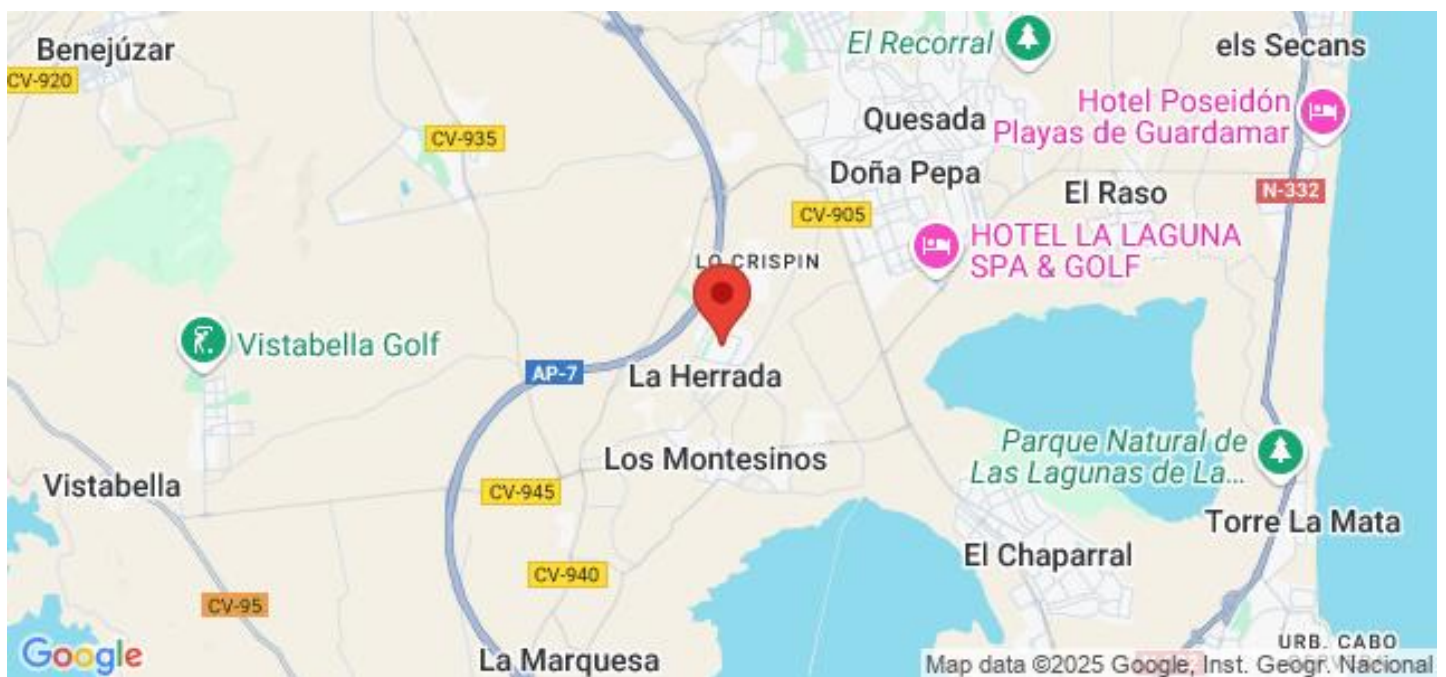 Benejúzar
CV-920
El Recorral
els Secans
Hotel Poseidón
Playas de Guardamar
Quesada
CV-935
Doña Pepa
El Raso
N-332
CV-905
HOTEL LA LAGUNA
SPA & GOLF
LO CRISPIN
Vistabella Golf
AP-7
La Herrada
Parque Natural de
Las Lagunas de La...
Los Montesinos
Vistabella
CV-945
Torre La Mata
El Chaparral
CV-940
CV-95
URB. CABO
Google
La Marquesa
Map data ©2025 Google, Inst. Geogr. Nacional